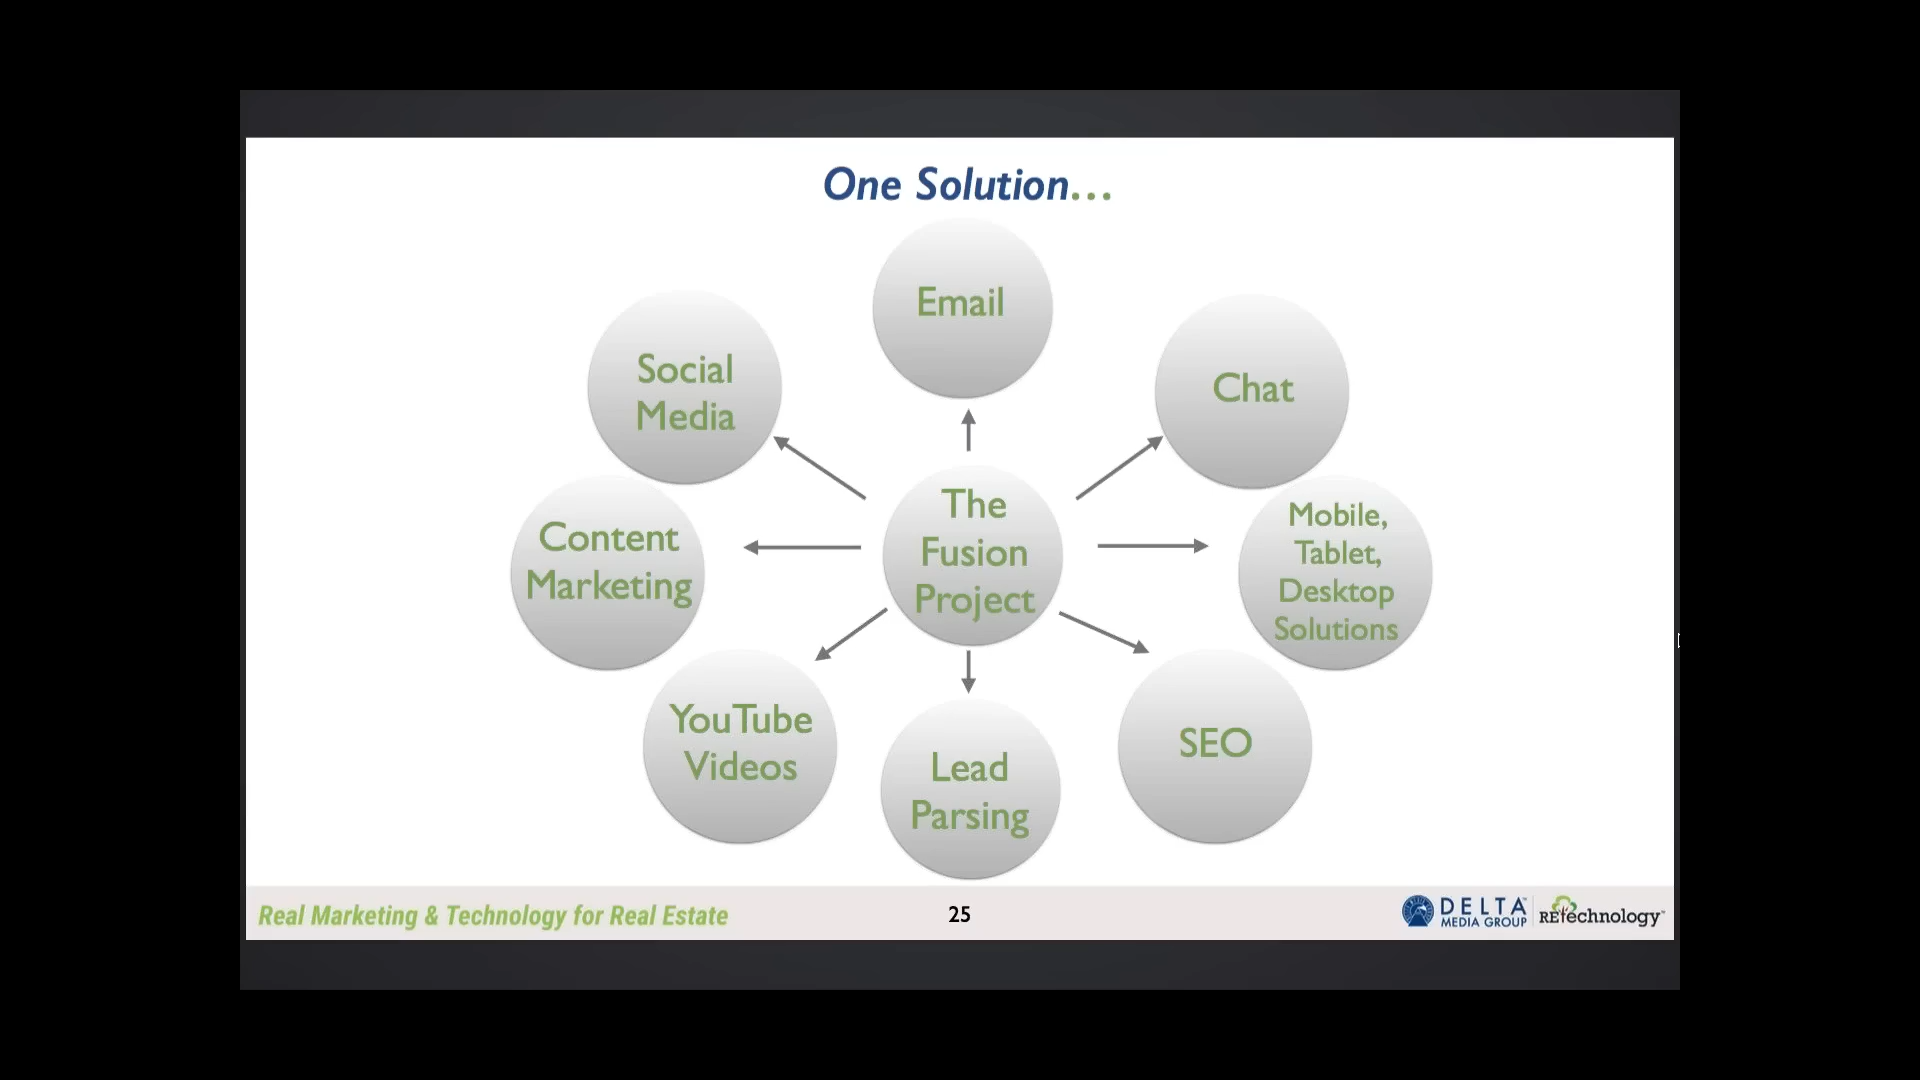 One Solution...
Email
Social
Media
Chat
The
Fusion
Project
Content
Marketing
Mobile,
Tablet,
Desktop
Solutions
YouTube
Videos
Lead
Parsing
SEO
Real Marketing & Technology for Real Estate
25
DELTA
MEDIA GROUP
RETechnology